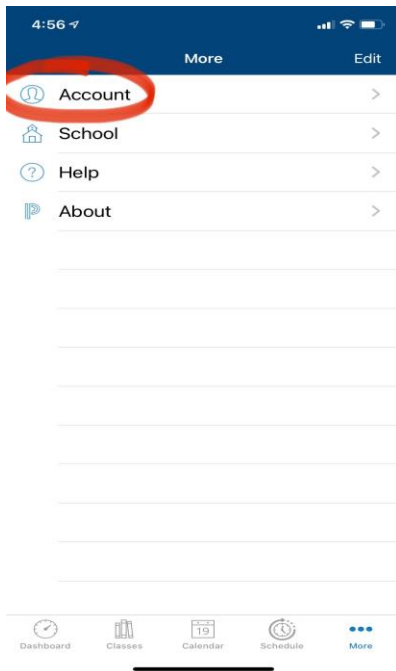 4:56
More
Edit
Account
School
?
Help
About
19
Dashboard
Classes
Calendar
Schedule
More